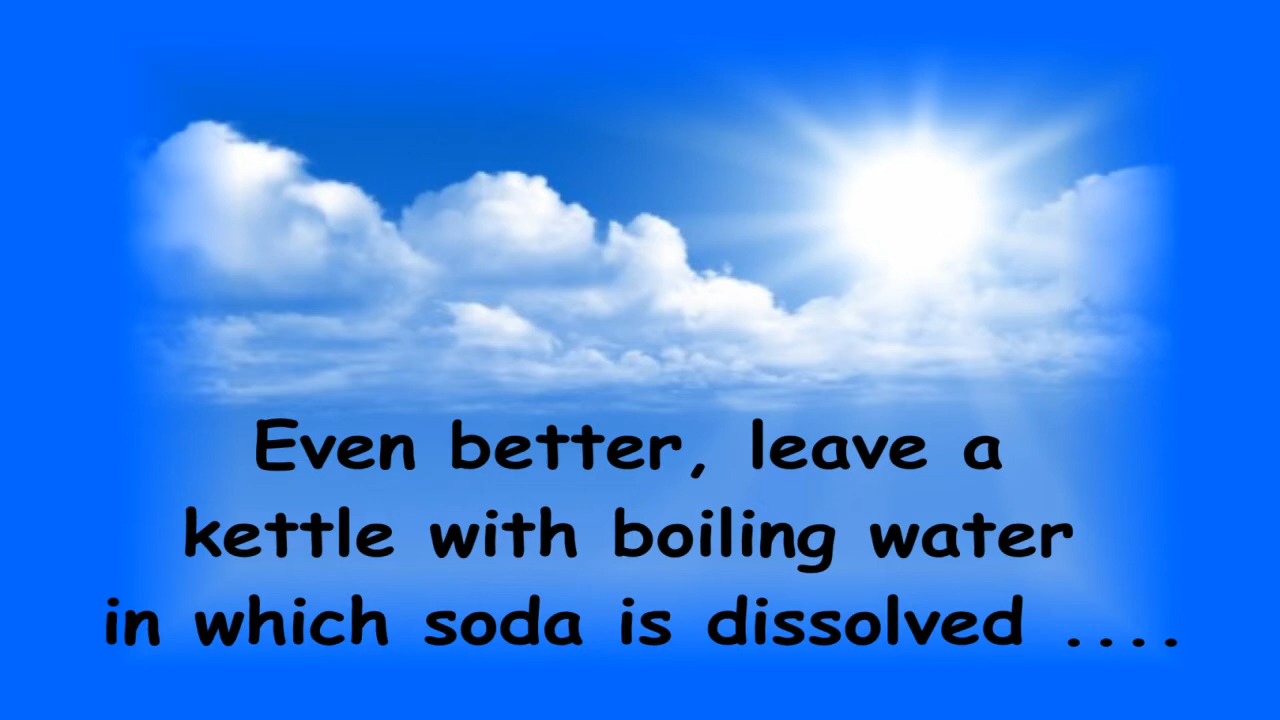 Even better, leave a
kettle with boiling water
in which soda is dissolved ....